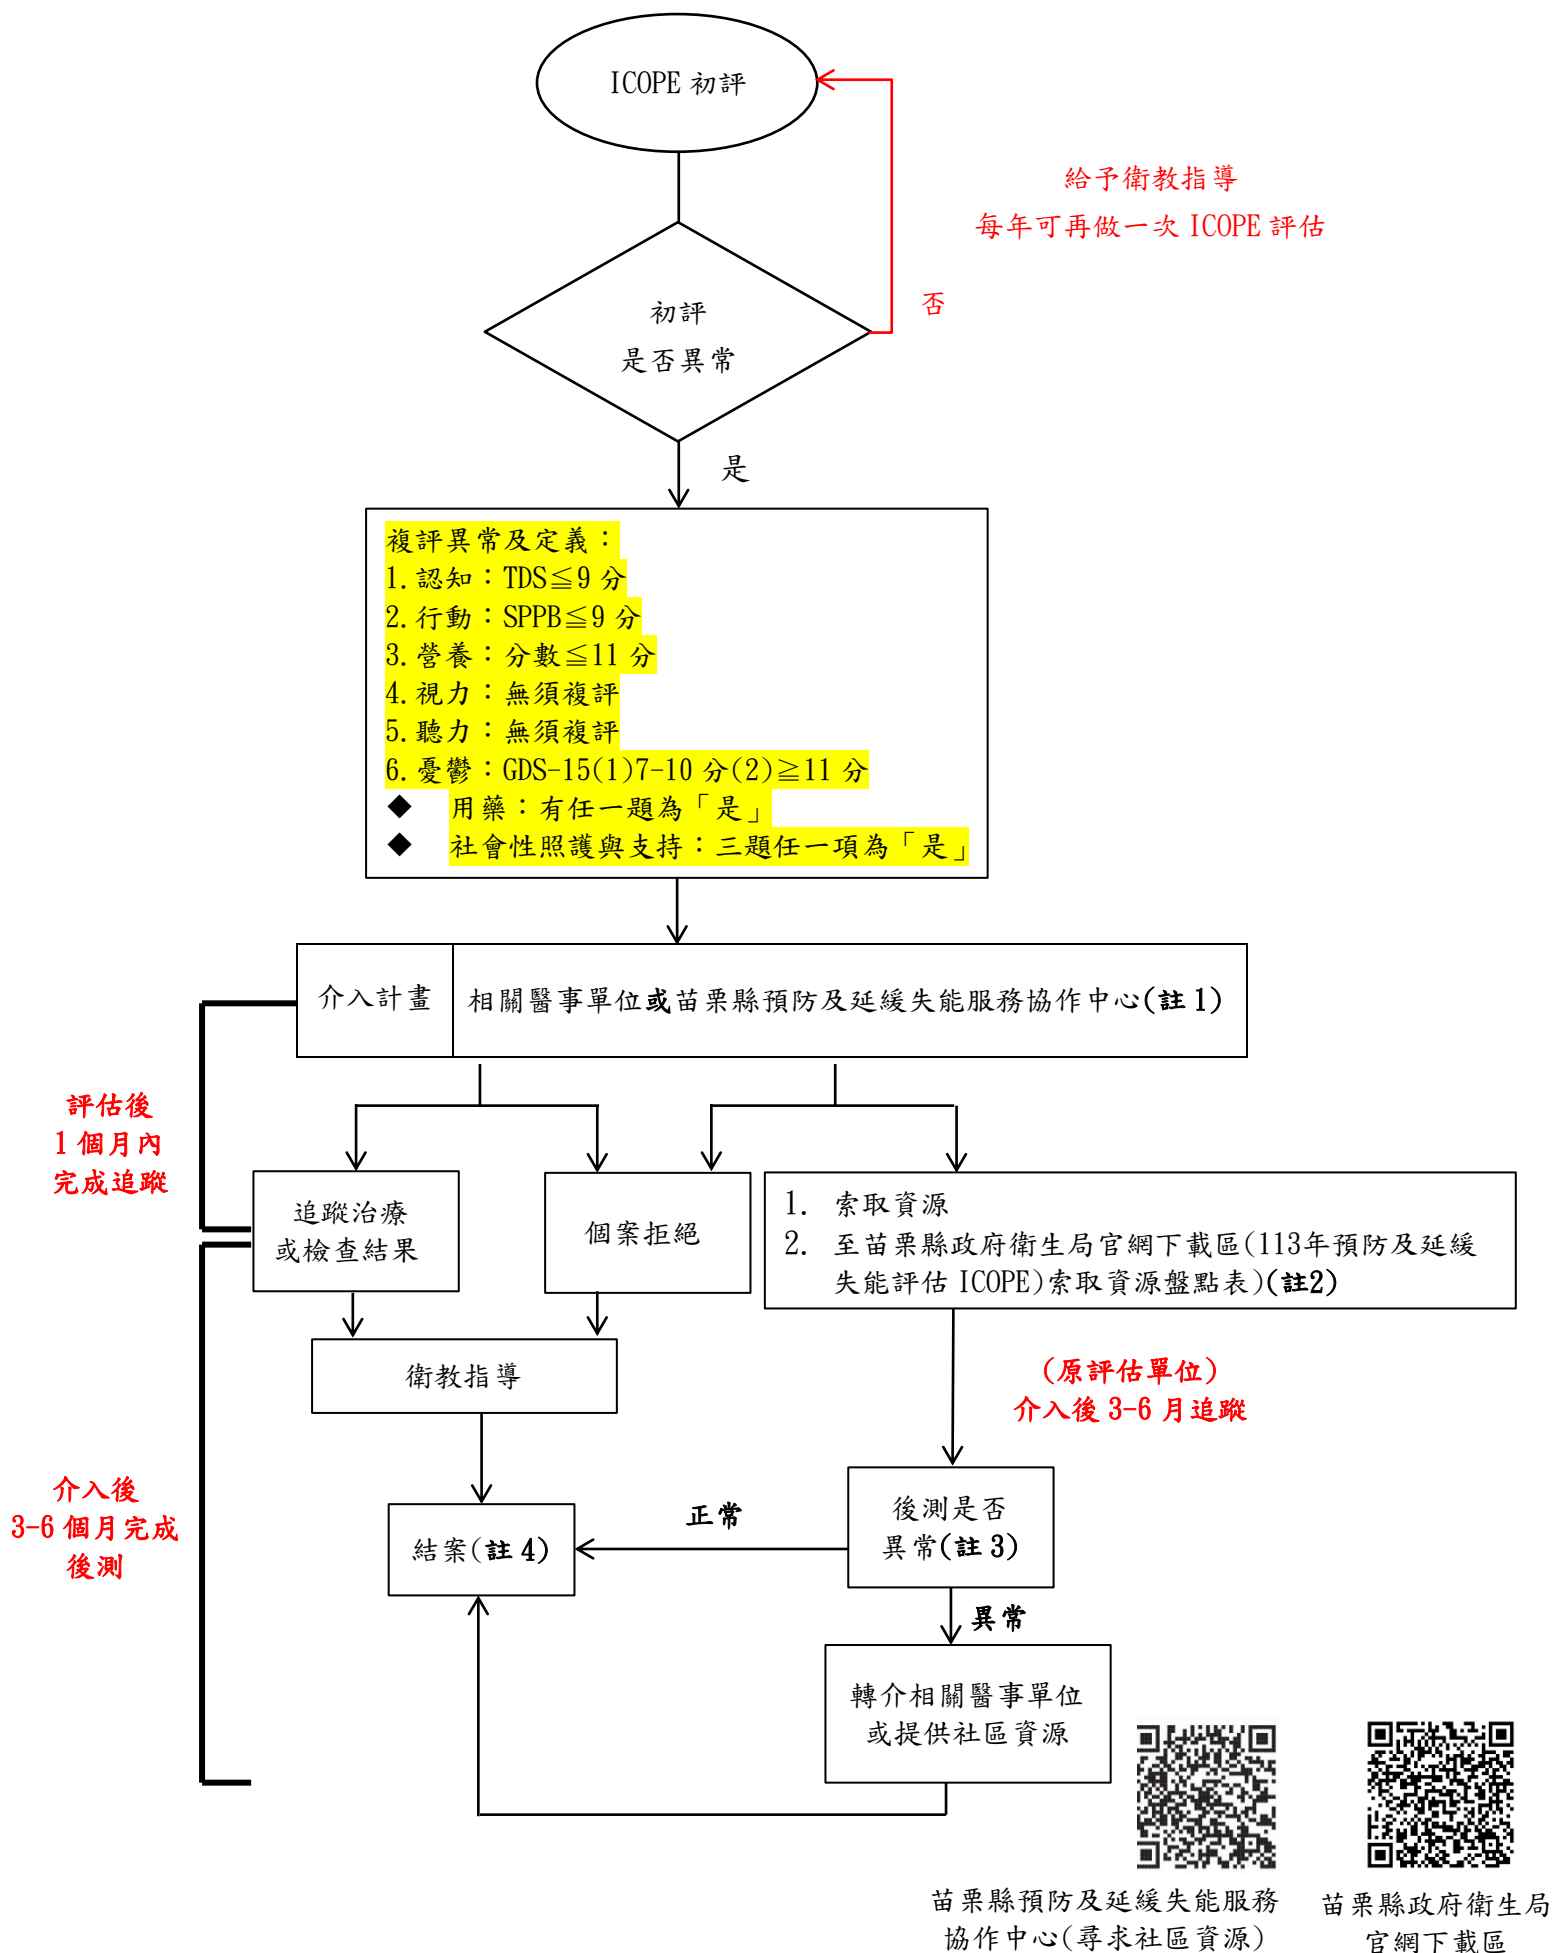 ICOPE 初評
給予衛教指導
每年可再做一次 ICOPE 評估
否
初評
是否異常
是
複評異常及定義：
1.認知：TDS≦9 分
2.行動：SPPB≦9 分
3.營養：分數≦11 分
4.視力：無須複評
5.聽力：無須複評
6.憂鬱：GDS-15(1)7-10 分(2)≧11 分
◆ 用藥：有任一題為「是」
◆ 社會性照護與支持：三題任一項為「是」
介入計畫
相關醫事單位或苗栗縣預防及延緩失能服務協作中心(註 1)
評估後
1 個月內
完成追蹤
追蹤治療
或檢查結果
個案拒絕
1. 索取資源
2. 至苗栗縣政府衛生局官網下載區(113年預防及延緩
失能評估 ICOPE)索取資源盤點表)(註2)
衛教指導
(原評估單位)
介入後 3-6 月追蹤
介入後
3-6 個月完成
後測
結案(註 4)
正常
後測是否
異常(註 3)
異常
轉介相關醫事單位
或提供社區資源
苗栗縣預防及延緩失能服務
協作中心(尋求社區資源)
苗栗縣政府衛生局
官網下載區